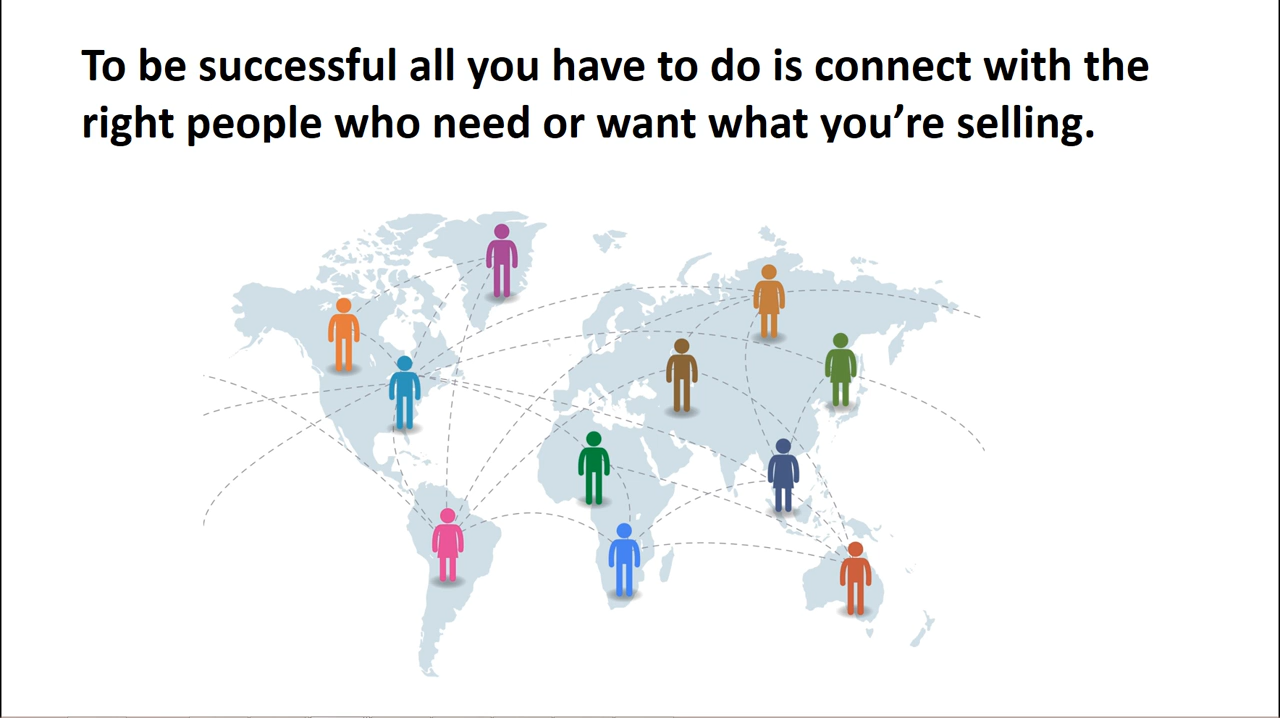 To be successful all you have to do is connect with the
right people who need or want what you’re selling.